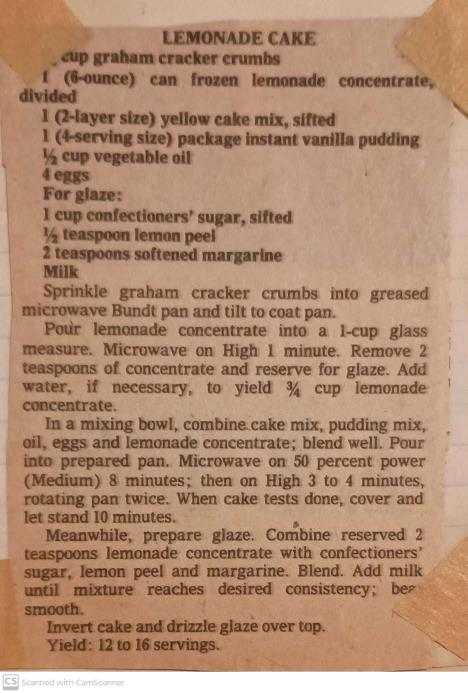 LEMONADE CAKE
cup graham cracker crumbs
1 (6-ounce) can frozen lemonade concentrate,
divided
1 (2-layer size) yellow cake mix, sifted
1 (4-serving size) package instant vanilla pudding
½ cup vegetable oil
4 eggs
For glaze:
1 cup confectioners' sugar, sifted
½ teaspoon lemon peel
2 teaspoons softened margarine
Milk
Sprinkle graham cracker crumbs into greased
microwave Bundt pan and tilt to coat pan.
Pour lemonade concentrate into a 1-cup glass
measure. Microwave on High 1 minute. Remove 2
teaspoons of concentrate and reserve for glaze. Add
water, if necessary, to yield ¾ cup lemonade
concentrate.
In a mixing bowl, combine cake mix, pudding mix,
oil, eggs and lemonade concentrate; blend well. Pour
into prepared pan. Microwave on 50 percent power
(Medium) 8 minutes; then on High 3 to 4 minutes,
rotating pan twice. When cake tests done, cover and
let stand 10 minutes.
Meanwhile, prepare glaze. Combine reserved 2
teaspoons lemonade concentrate with confectioners'
sugar, lemon peel and margarine. Blend. Add milk
until mixture reaches desired consistency;
smooth.
Invert cake and drizzle glaze over top.
Yield: 12 to 16 servings.
CS Scanned with CamScanner